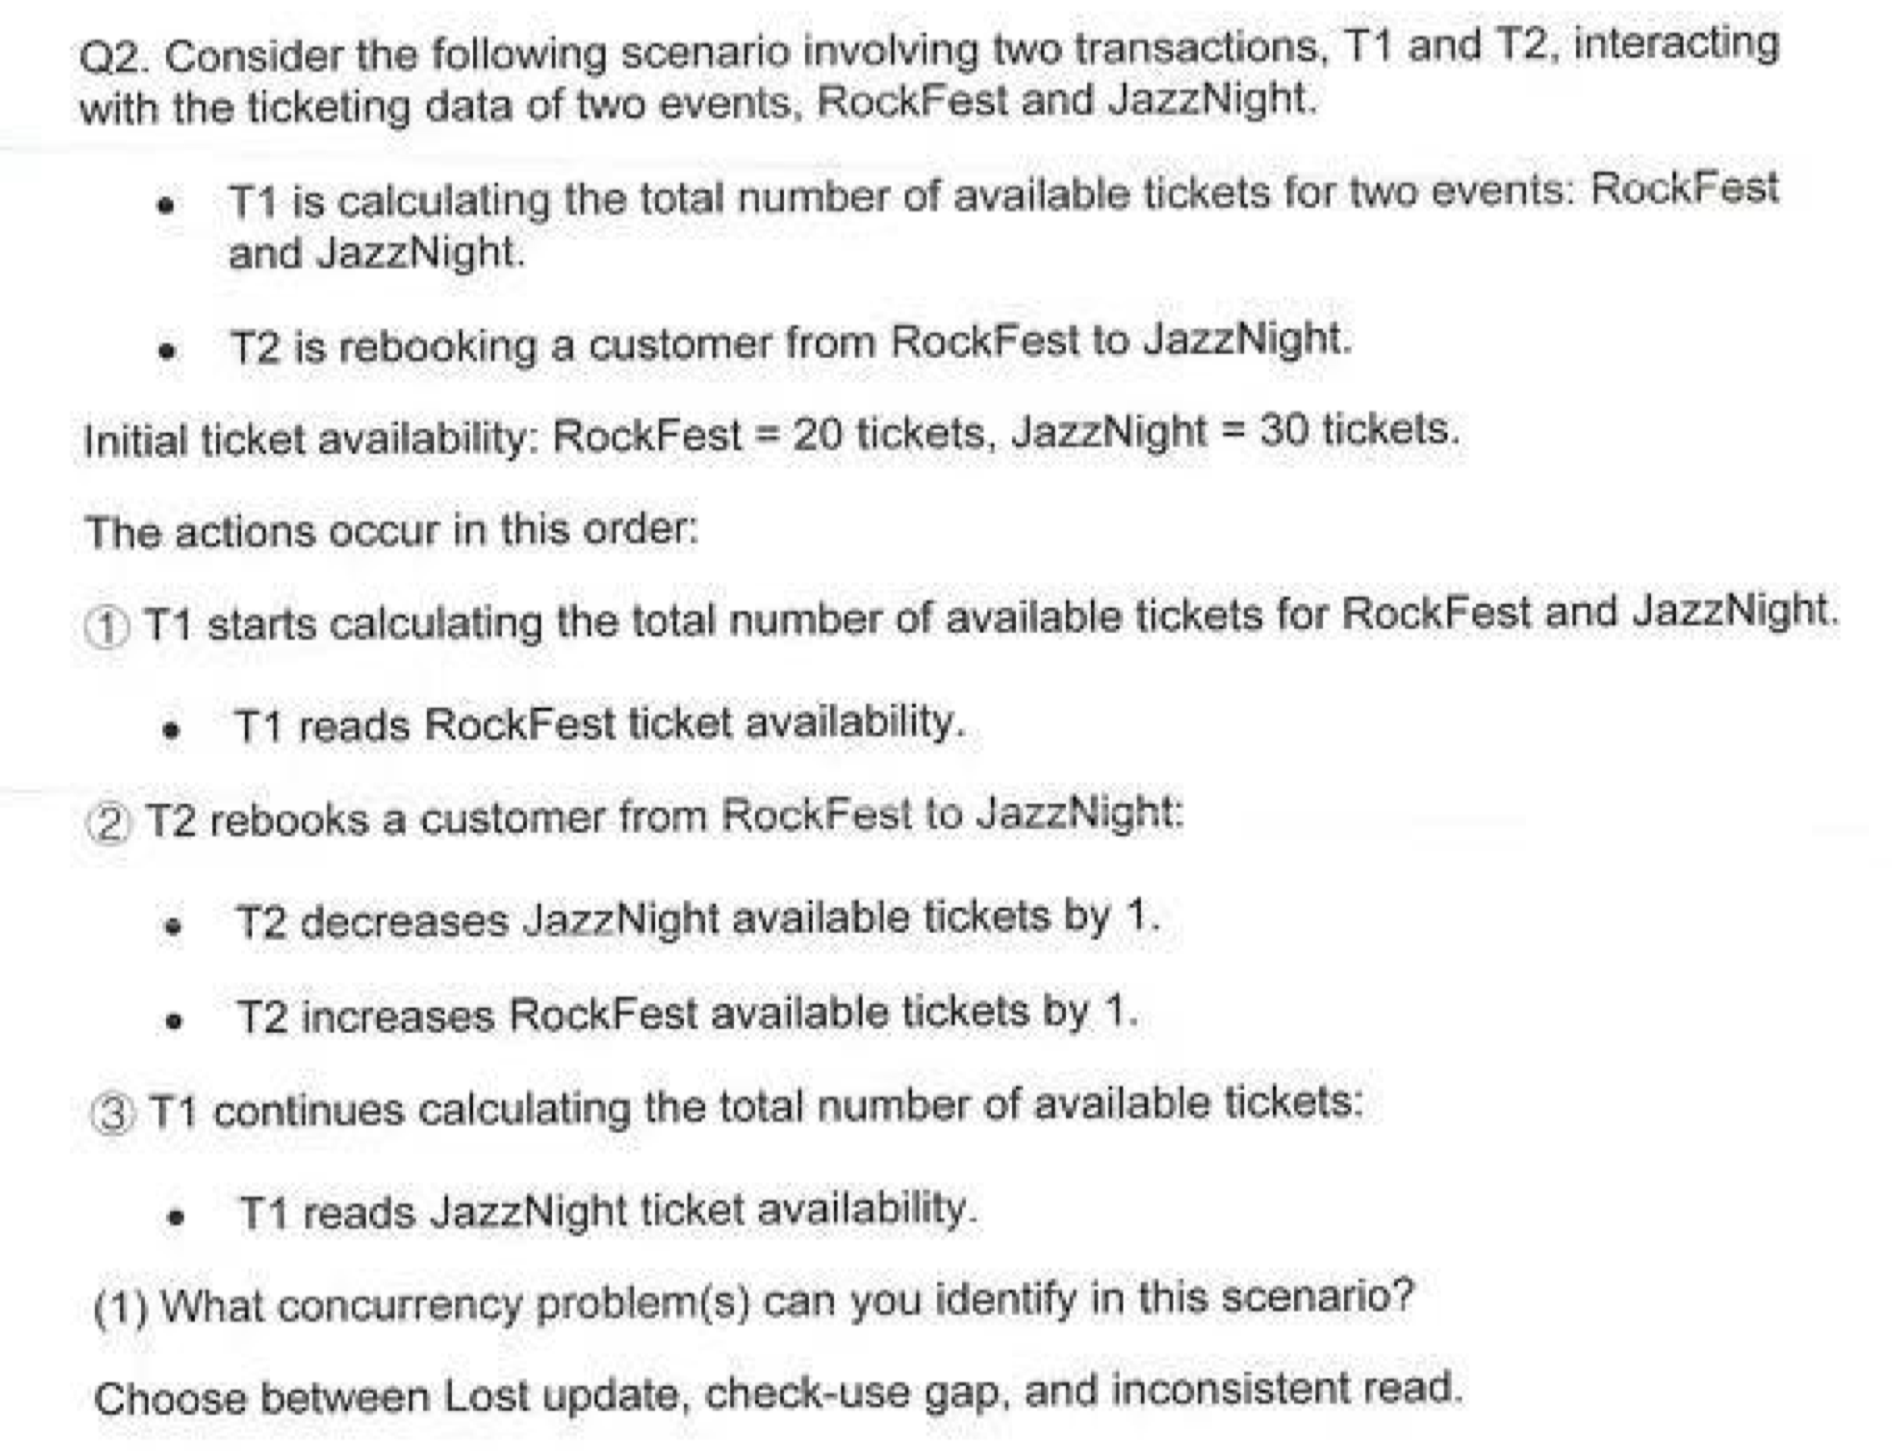 Q2. Consider the following scenario involving two transactions, T1 and T2, interacting
with the ticketing data of two events, RockFest and JazzNight.
• T1 is calculating the total number of available tickets for two events: RockFest
and JazzNight.
• T2 is rebooking a customer from RockFest to JazzNight.
Initial ticket availability: RockFest = 20 tickets, JazzNight = 30 tickets.
The actions occur in this order:
① T1 starts calculating the total number of available tickets for RockFest and JazzNight.
• T1 reads RockFest ticket availability.
② T2 rebooks a customer from RockFest to JazzNight:
• T2 decreases JazzNight available tickets by 1.
• T2 increases RockFest available tickets by 1.
③ T1 continues calculating the total number of available tickets:
• T1 reads JazzNight ticket availability.
(1) What concurrency problem(s) can you identify in this scenario?
Choose between Lost update, check-use gap, and inconsistent read.